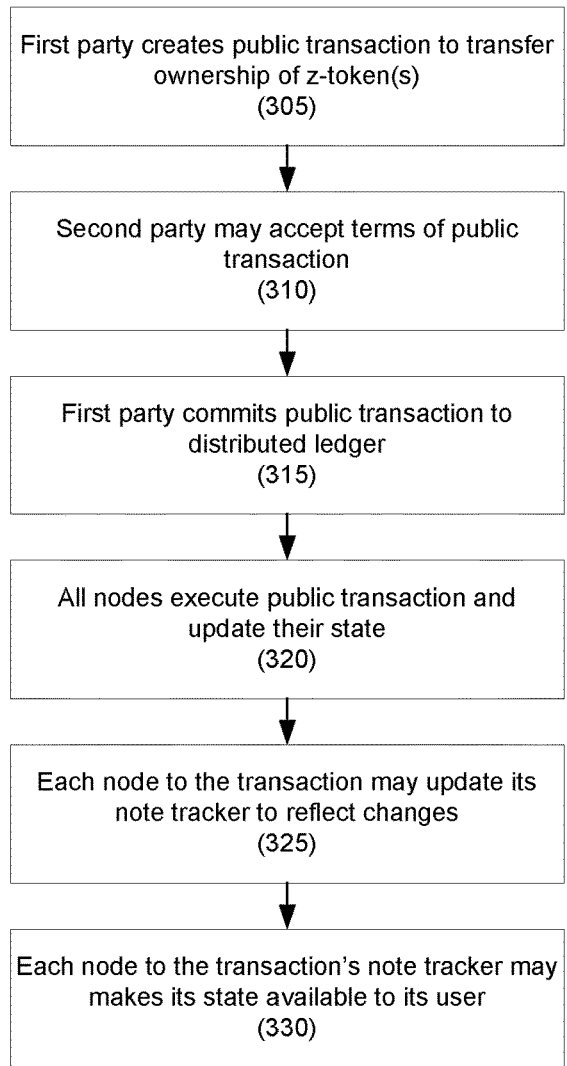 First party creates public transaction to transfer
ownership of z-token(s)
(305)
Second party may accept terms of public
transaction
(310)
First party commits public transaction to
distributed ledger
(315)
All nodes execute public transaction and
update their state
(320)
Each node to the transaction may update its
note tracker to reflect changes
(325)
Each node to the transaction’s note tracker may
makes its state available to its user
(330)